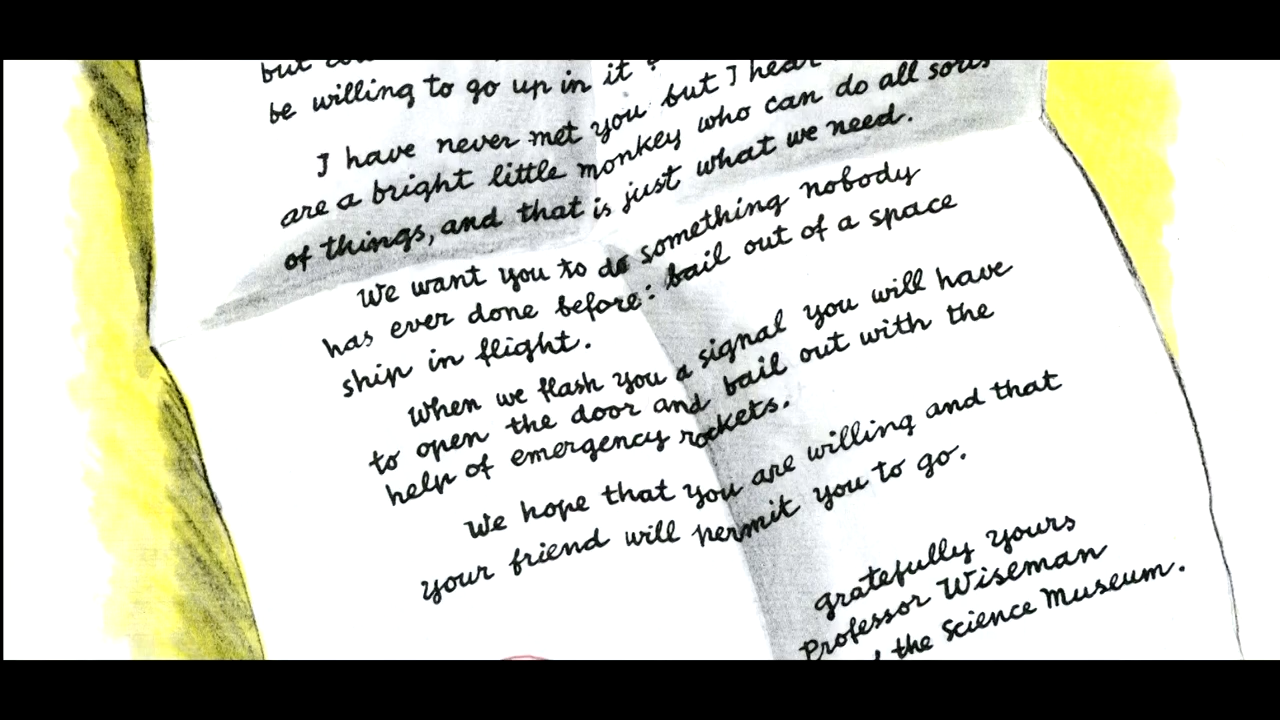 but
be willing to go up in it ?
I have never met you but I hear
are a bright little monkey who can do all sorts
of things, and that is just what we need.
We want you to do something nobody
has ever done before: bail out of a space
ship in flight.
When we flash you a signal you will have
to open the door and bail out with the
help of emergency rockets.
We hope that you are willing and that
your friend will permit you to go.
gratefully yours
Professor Wiseman
the Science Museum.